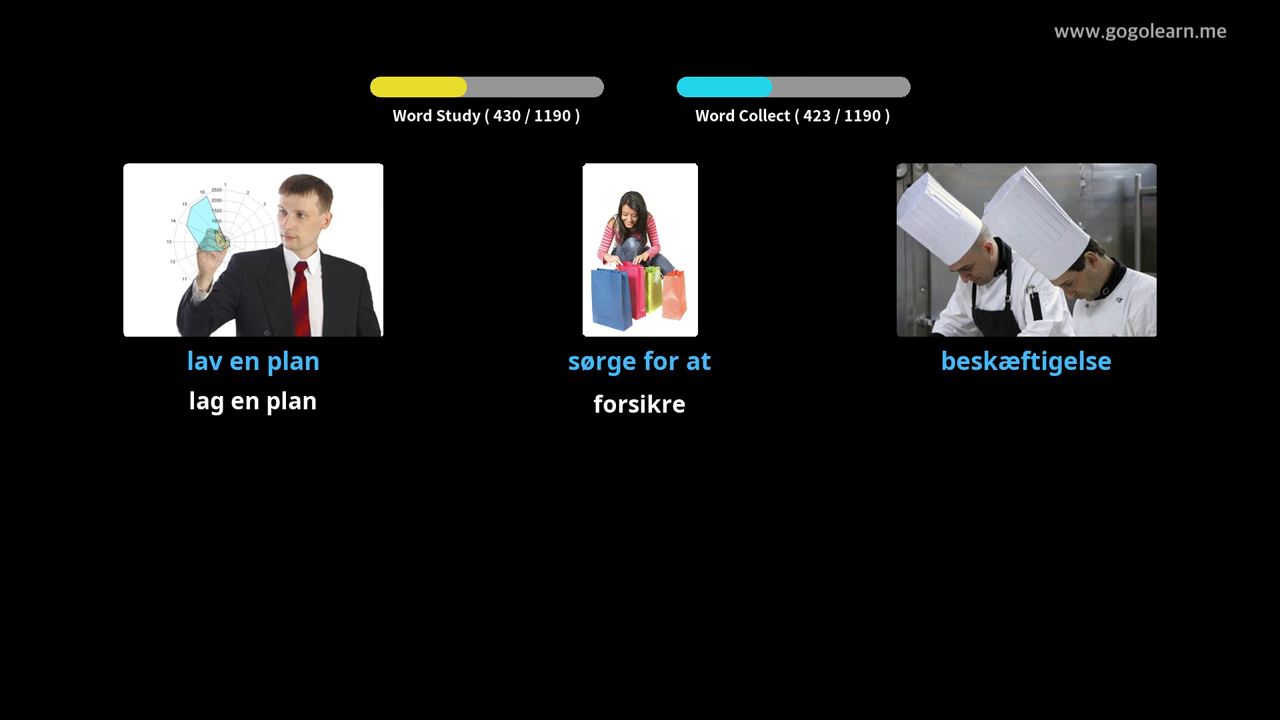 www.gogolearn.me
Word Study ( 430 / 1190 )
Word Collect ( 423 / 1190 )
lav en plan
sørge for at
beskæftigelse
lag en plan
forsikre